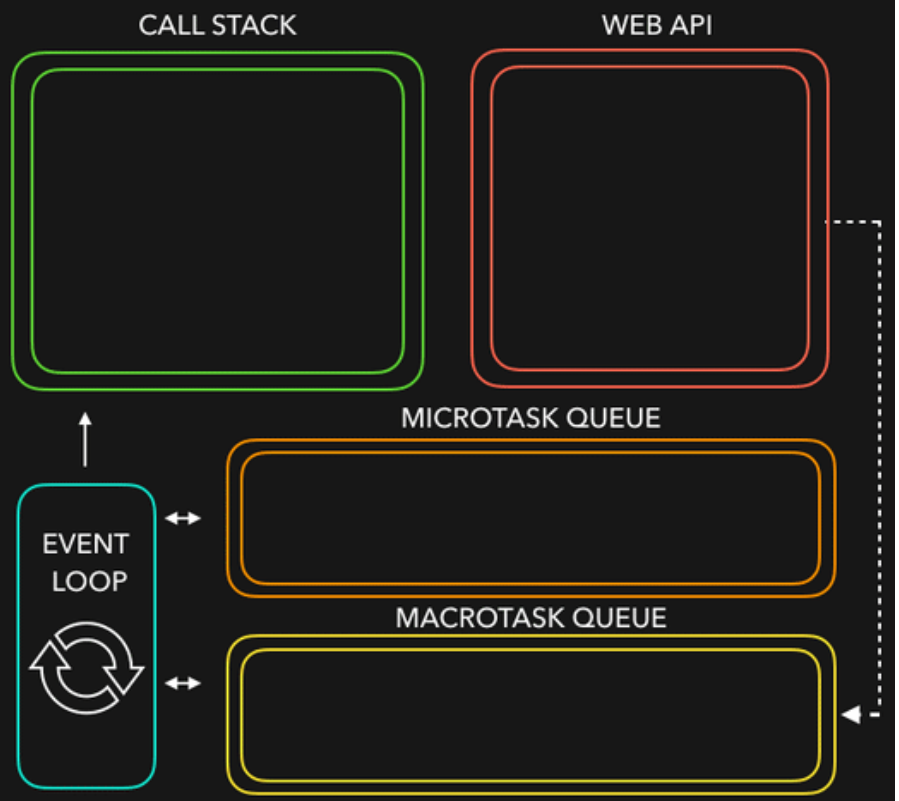 CALL STACK
WEB API
MICROTASK QUEUE
EVENT
LOOP
MACROTASK QUEUE